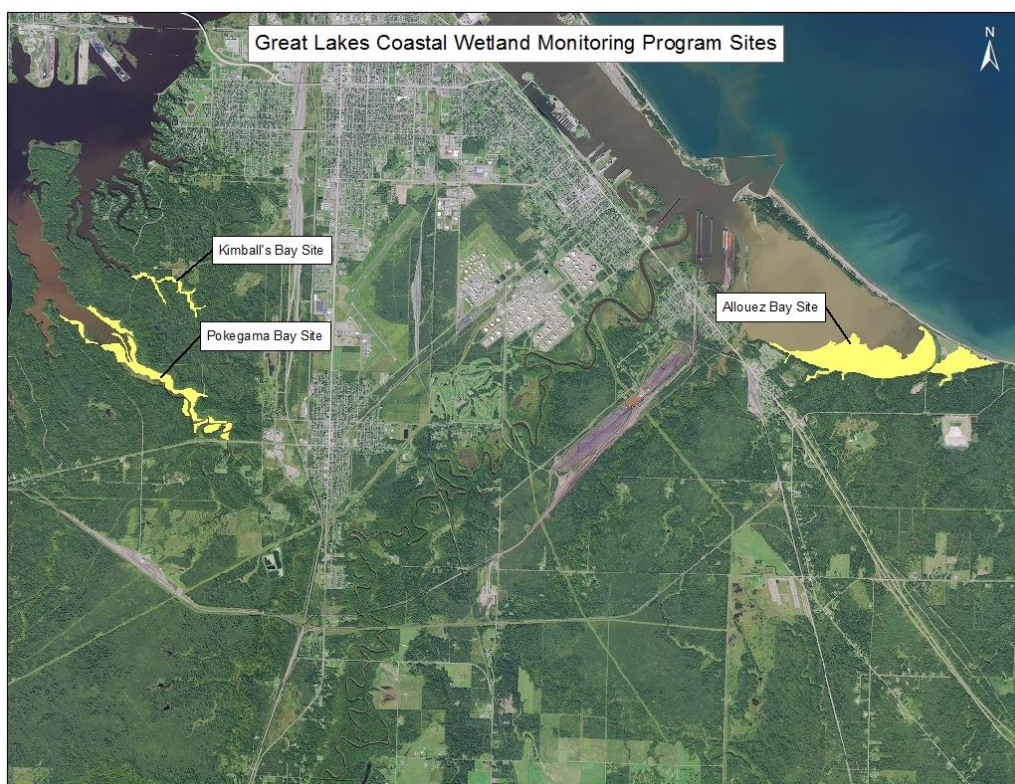 Great Lakes Coastal Wetland Monitoring Program Sites
N
Kimball's Bay Site
Allouez Bay Site
Pokegama Bay Site